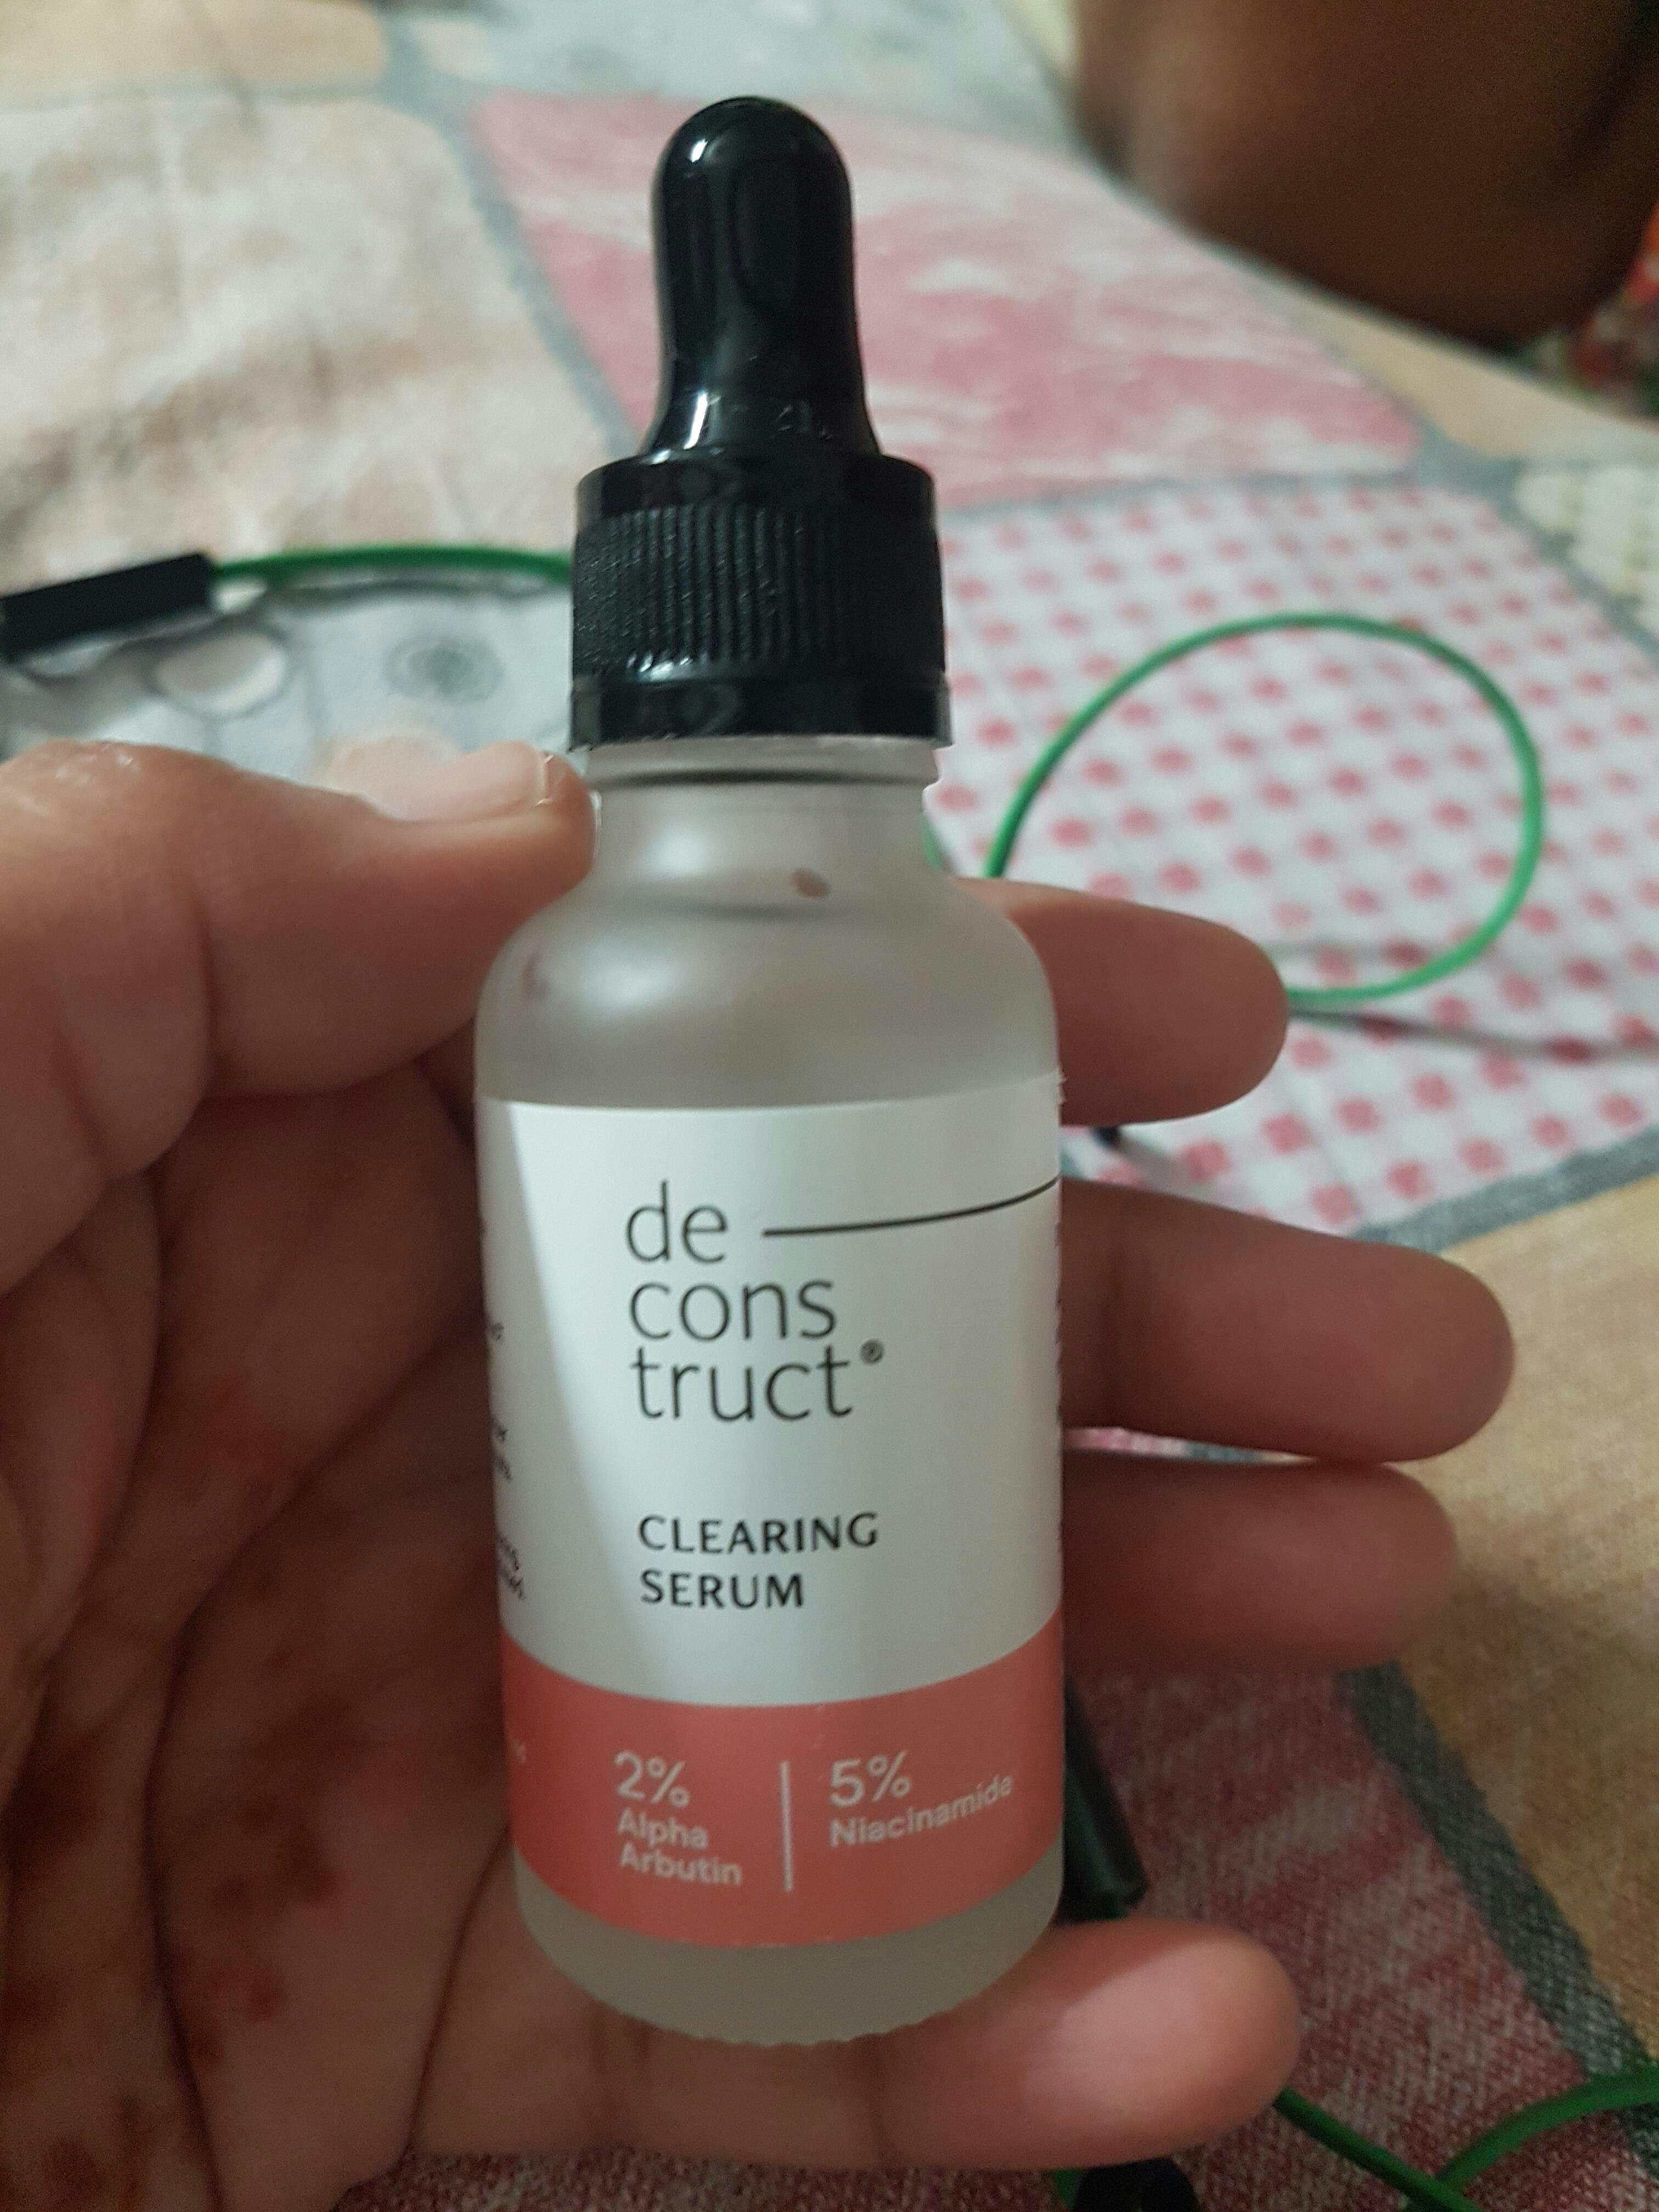 de
cons
truct®
CLEARING
SERUM
2%
Alpha
Arbutin
5%
Niacinamide